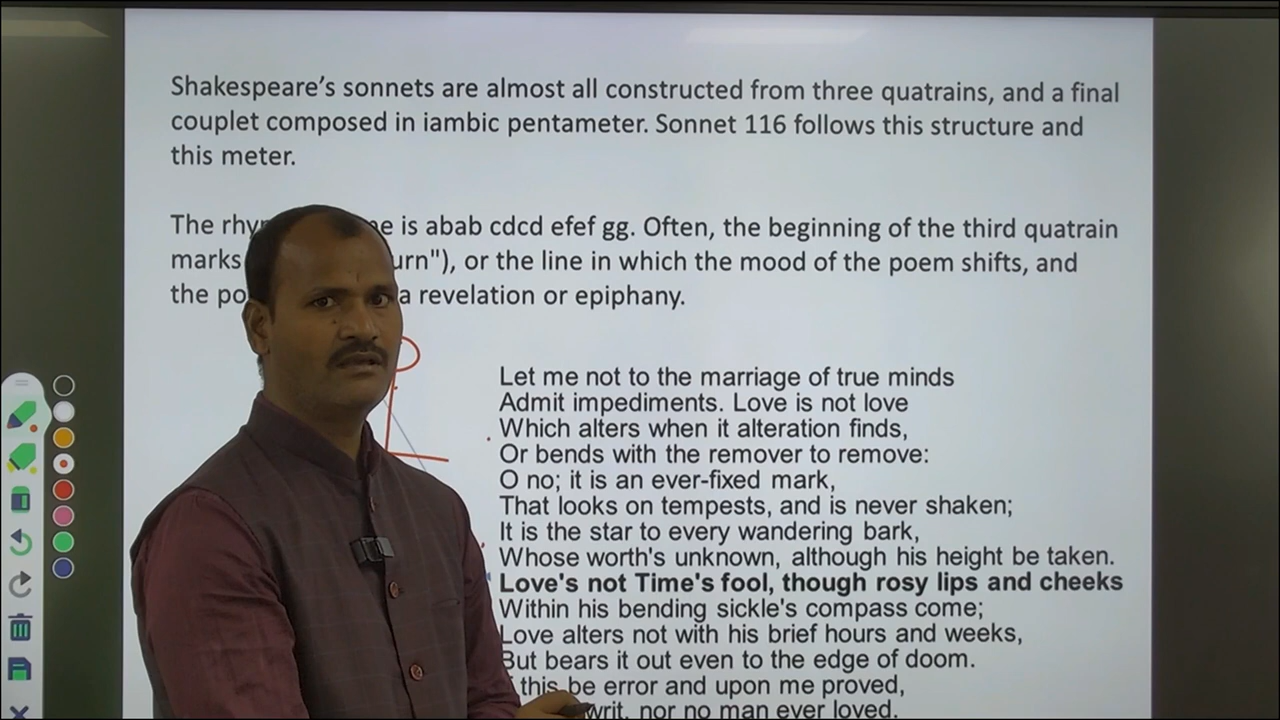 Shakespeare's sonnets are almost all constructed from three quatrains, and a final
couplet composed in iambic pentameter. Sonnet 116 follows this structure and
this meter.
The is abab cdcd efef gg. Often, the beginning of the third quatrain
marks urn"), or the line in which the mood of the poem shifts, and
the a revelation or epiphany.
Let me not to the marriage of true minds
Admit impediments. Love is not love
Which alters when it alteration finds,
Or bends with the remover to remove:
O no; it is an ever-fixed mark,
That looks on tempests, and is never shaken;
It is the star to every wandering bark,
Whose worth's unknown, although his height be taken.
Love's not Time's fool, though rosy lips and cheeks
Within his bending sickle's compass come;
Love alters not with his brief hours and weeks,
But bears it out even to the edge of doom.
this be error and upon me proved,
writ, nor no man ever loved.